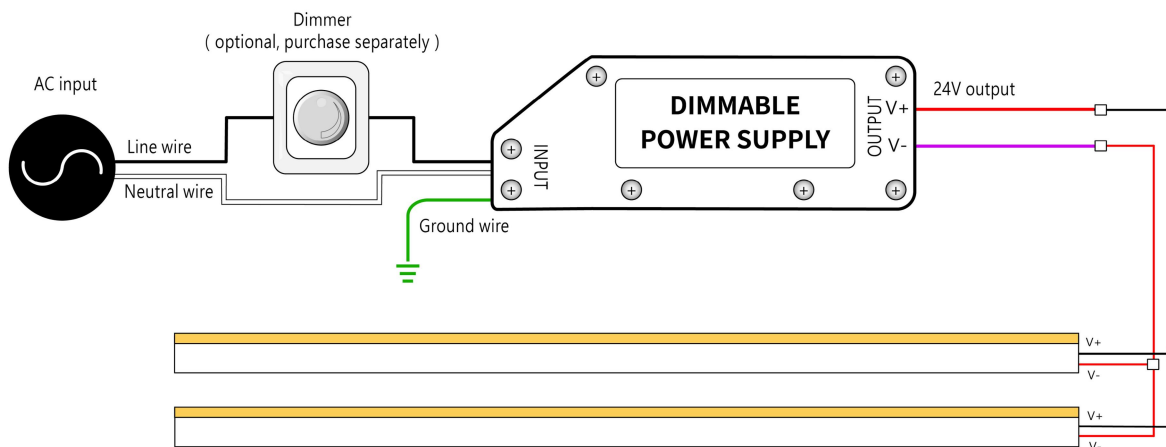 Dimmer
( optional, purchase separately )
AC input
Line wire
Neutral wire
Ground wire
INPUT
DIMMABLE
POWER SUPPLY
OUTPUT
V+
V-
24V output
V+
V-
V+
V-